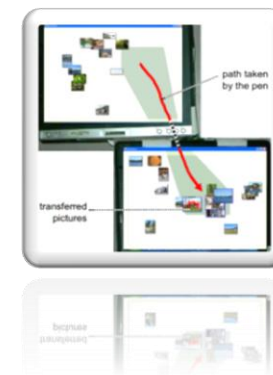 path taken
by the pen
transferred
pictures